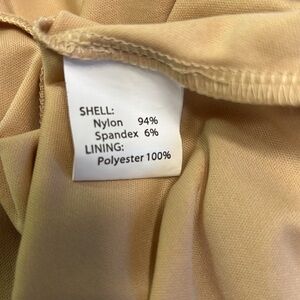 SHELL:
Nylon 94%
Spandex 6%
LINING:
Polyester 100%